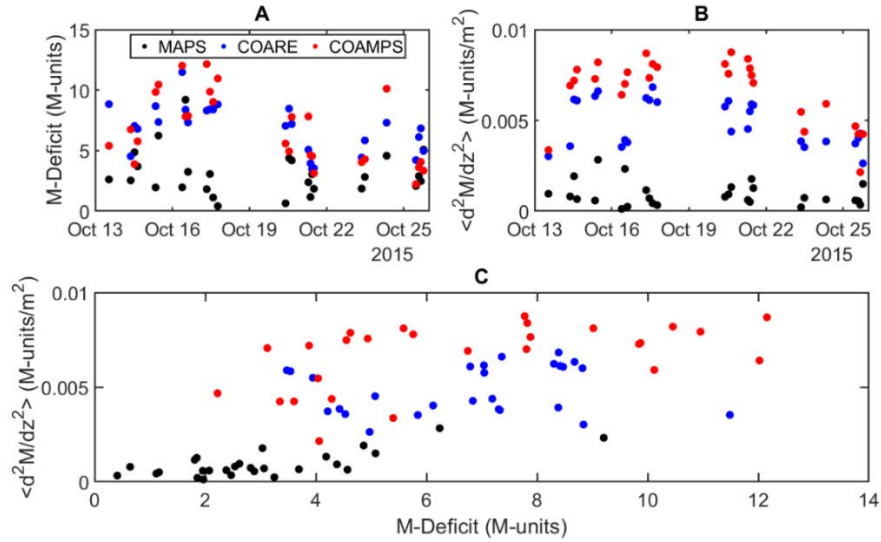 A
B
M-Deficit (M-units)
15
10
5
0
MAPS COARE COAMPS
Oct 13 Oct 16 Oct 19 Oct 22 Oct 25
2015
<d²M/dz²> (M-units/m²)
0.01
0.005
0
Oct 13 Oct 16 Oct 19 Oct 22 Oct 25
2015
C
<d²M/dz²> (M-units/m²)
0.01
0.005
0
0 2 4 6 8 10 12 14
M-Deficit (M-units)